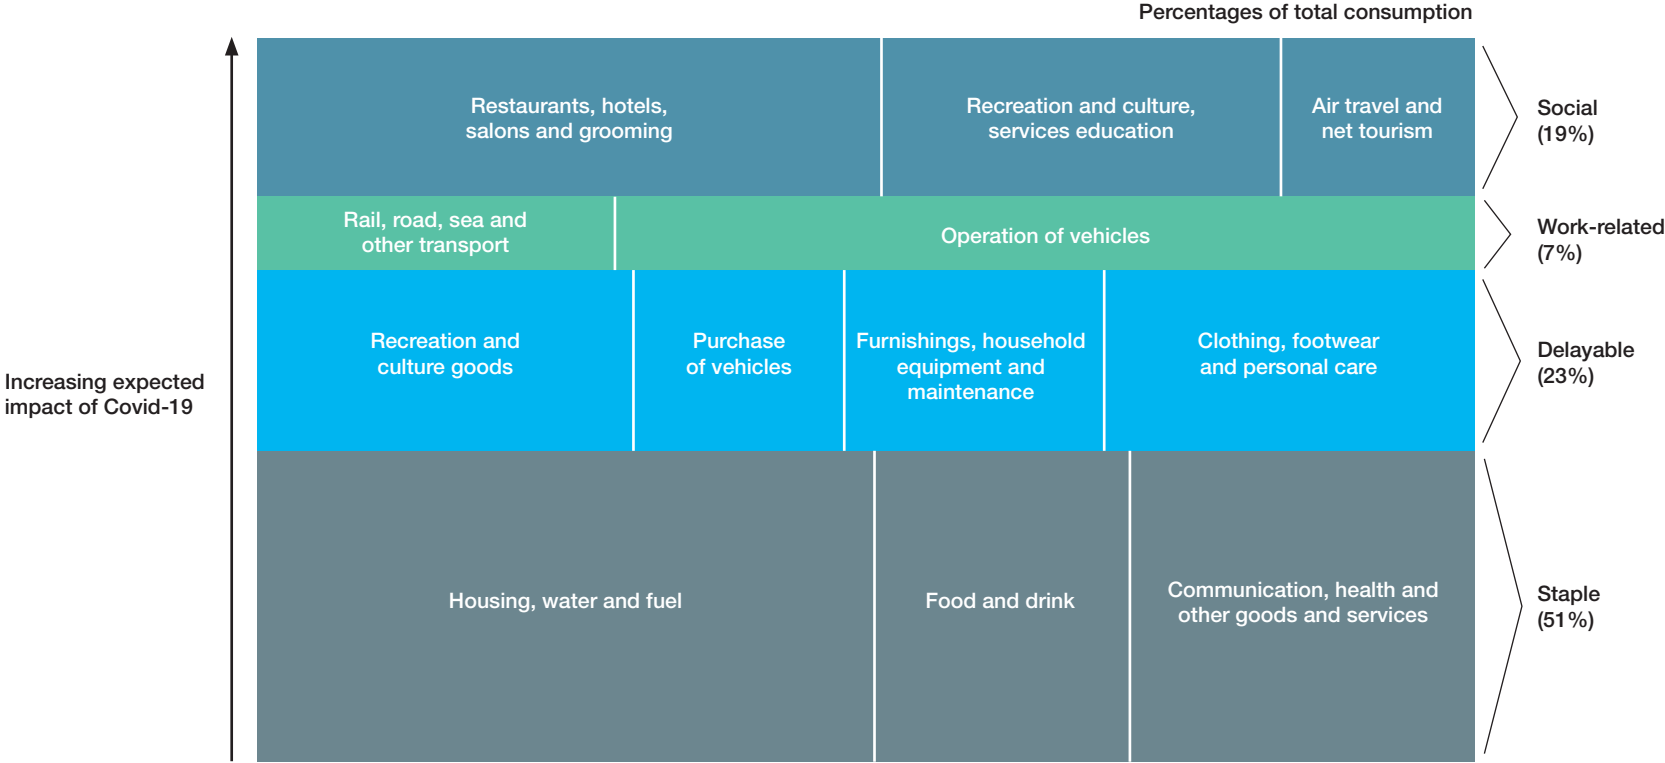 Percentages of total consumption
Restaurants, hotels,
salons and grooming
Recreation and culture,
services education
Air travel and
net tourism
Social
(19%)
Rail, road, sea and
other transport
Operation of vehicles
Work-related
(7%)
Recreation and
culture goods
Purchase
of vehicles
Furnishings, household
equipment and
maintenance
Clothing, footwear
and personal care
Delayable
(23%)
Increasing expected
impact of Covid-19
Housing, water and fuel
Food and drink
Communication, health and
other goods and services
Staple
(51%)